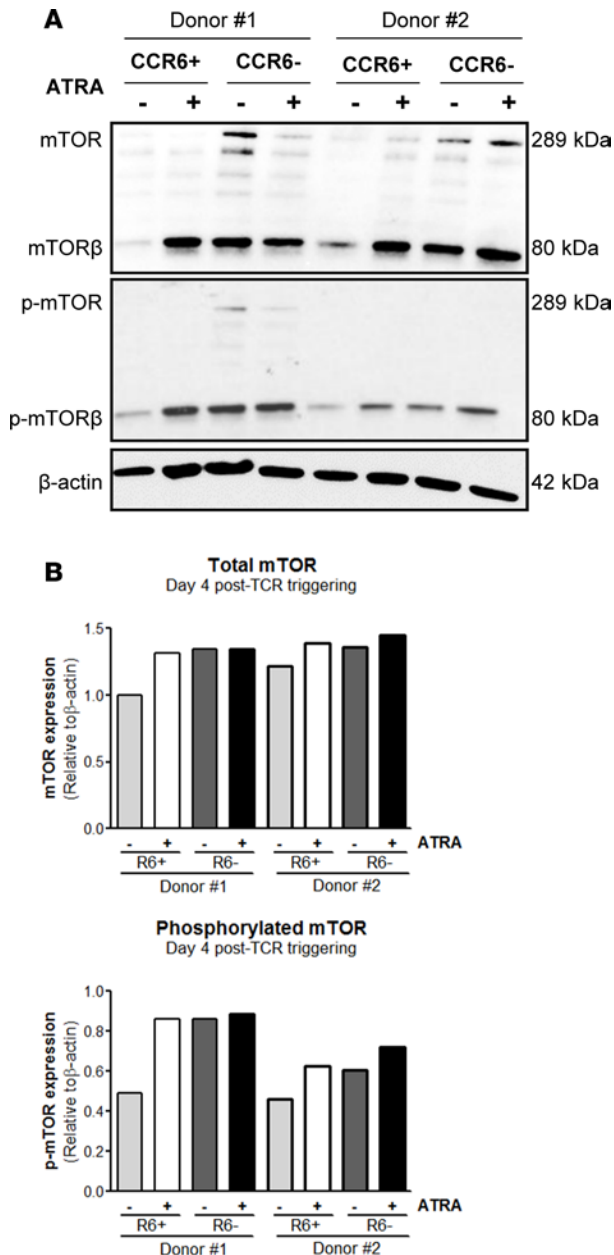 A
Donor #1 Donor #2
CCR6+ CCR6- CCR6+ CCR6-
ATRA - + - + - + - +
mTOR 289 kDa
mTORβ 80 kDa
p-mTOR 289 kDa
p-mTORβ 80 kDa
β-actin 42 kDa
B
Total mTOR
Day 4 post-TCR triggering
mTOR expression
(Relative toβ-actin)
1.5
1.0
0.5
0.0
- + - + - + - + ATRA
R6+ R6- R6+ R6-
Donor #1 Donor #2
Phosphorylated mTOR
Day 4 post-TCR triggering
p-mTOR expression
(Relative toβ-actin)
1.0
0.8
0.6
0.4
0.2
0.0
- + - + - + - + ATRA
R6+ R6- R6+ R6-
Donor #1 Donor #2